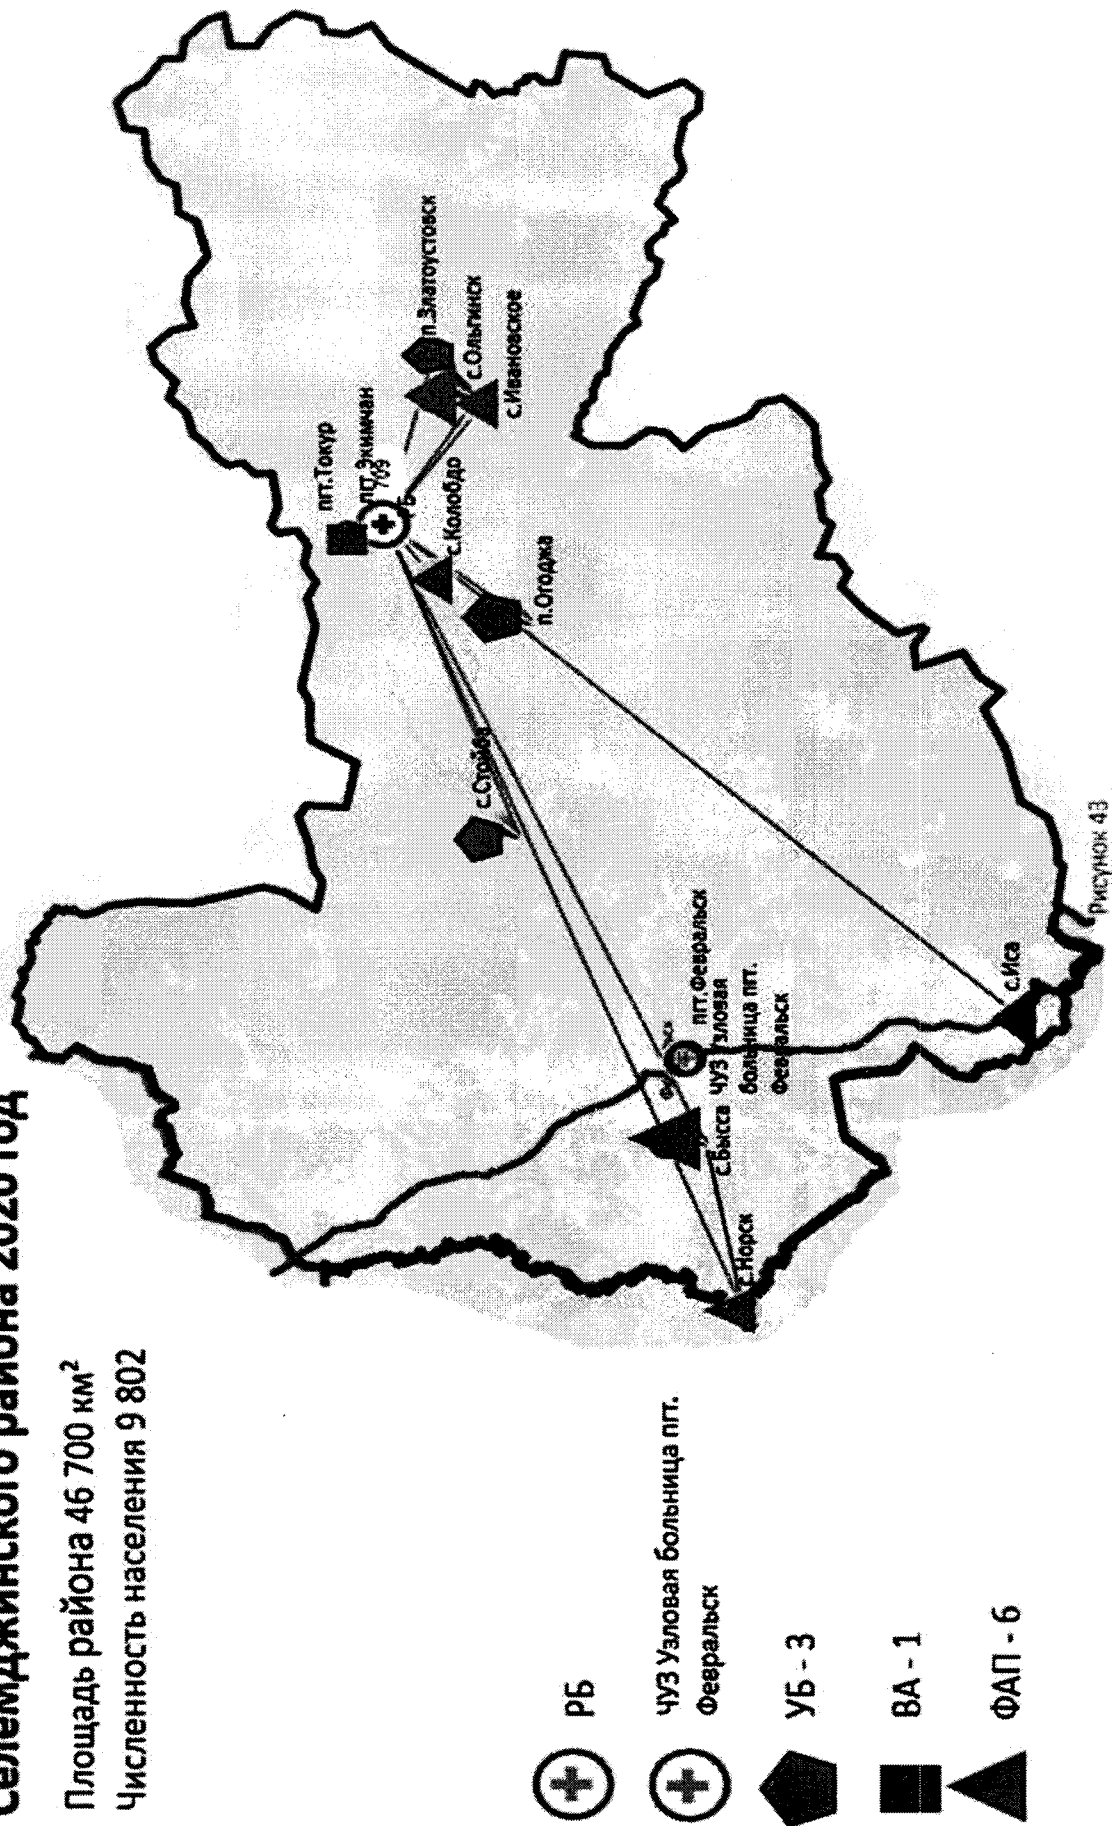 Селемджинского района 2020 год
Площадь района 46 700 км²
Численность населения 9 802
РБ
ЧУЗ Узловая больница пгт.
Февральск
УБ - 3
ВА - 1
ФАП - 6
пгт.Токур
пгт.Экимчан
709
п.Златоустовск
с.Ольгинск
с.Ивановское
с.Колобдо
п.Огоджа
с.Стойба
пгт.Февральск
ЧУЗ Узловая
больница пгт.
Февральск
с.Бысса
с.Норск
с.Иса
Рисунок 43